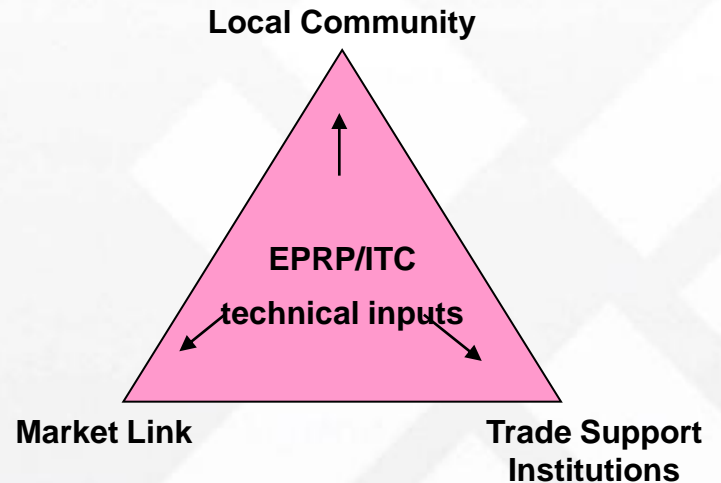 Local Community
EPRP/ITC
technical inputs
Market Link
Trade Support
Institutions